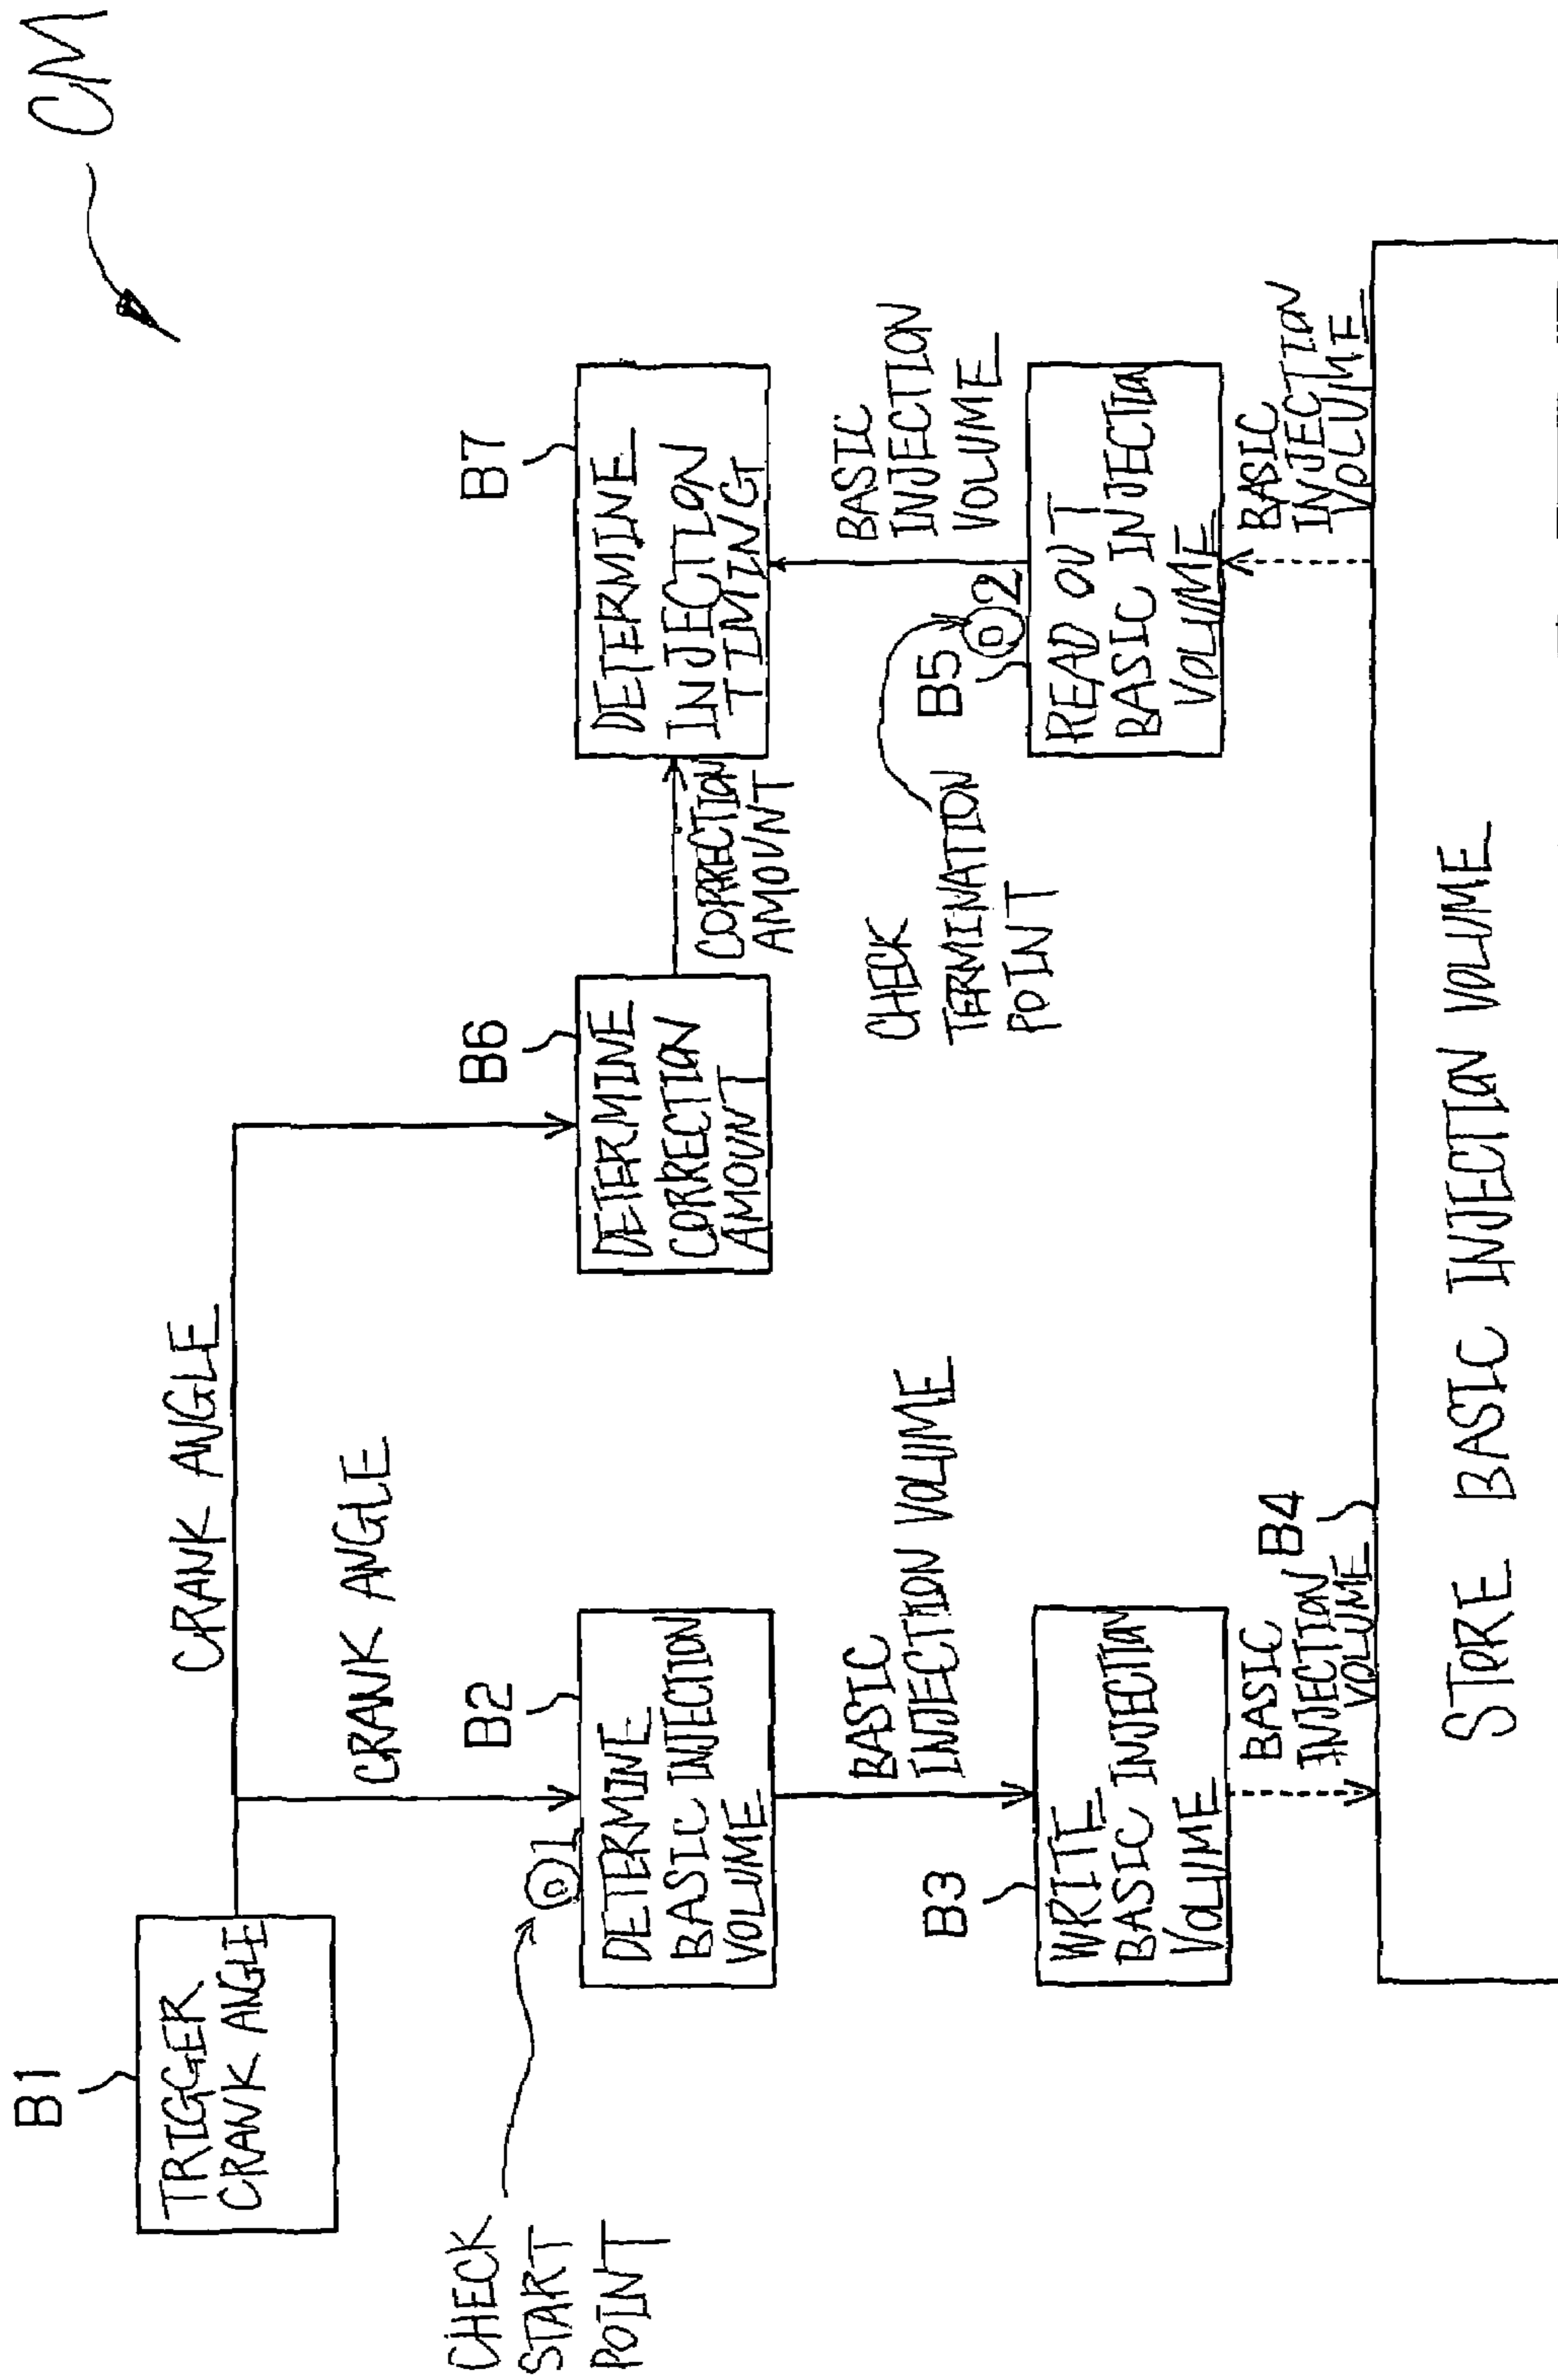 CM
B1
TRIGGER
CRANK ANGLE
CRANK ANGLE
CRANK ANGLE
CHECK
START
POINT
1
B2
DETERMINE
BASIC INJECTION
VOLUME
B6
DETERMINE
CORRECTION
AMOUNT
CORRECTION
AMOUNT
B7
DETERMINE
INJECTION
TIMING
BASIC
INJECTION VOLUME
CHECK
TERMINATION
POINT
BASIC
INJECTION
VOLUME
B3
WRITE
BASIC INJECTION
VOLUME
B5
2
READ OUT
BASIC INJECTION
VOLUME
BASIC
INJECTION
VOLUME
B4
BASIC
INJECTION
VOLUME
STORE BASIC INJECTION VOLUME